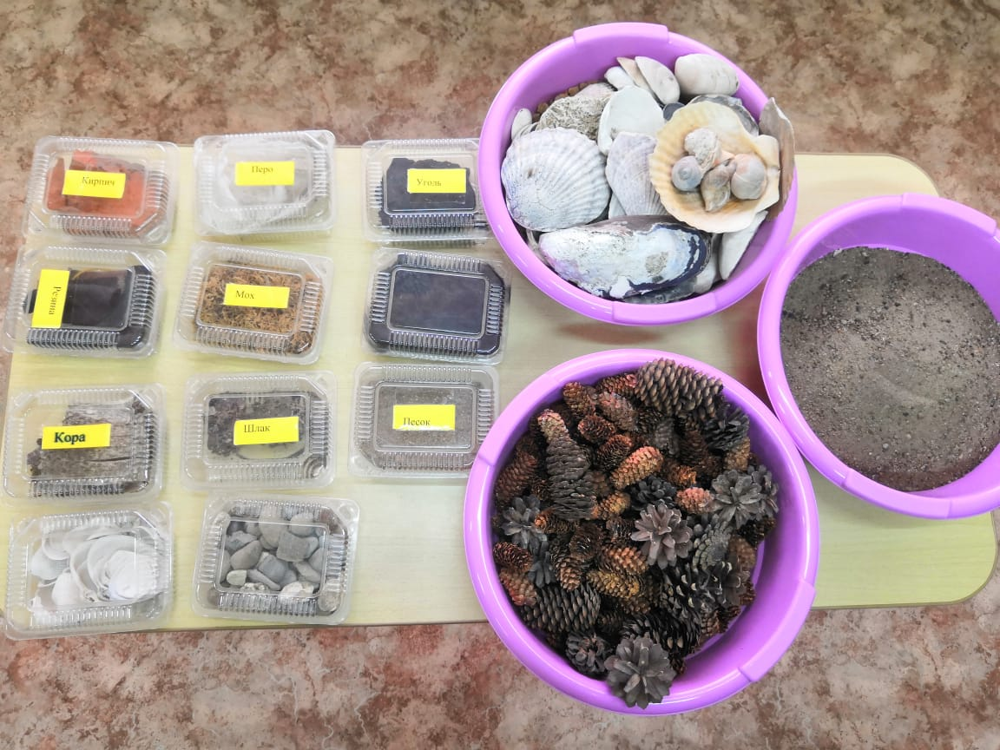 Кирпич
Перо
Уголь
Резина
Мох
Кора
Шлак
Песок